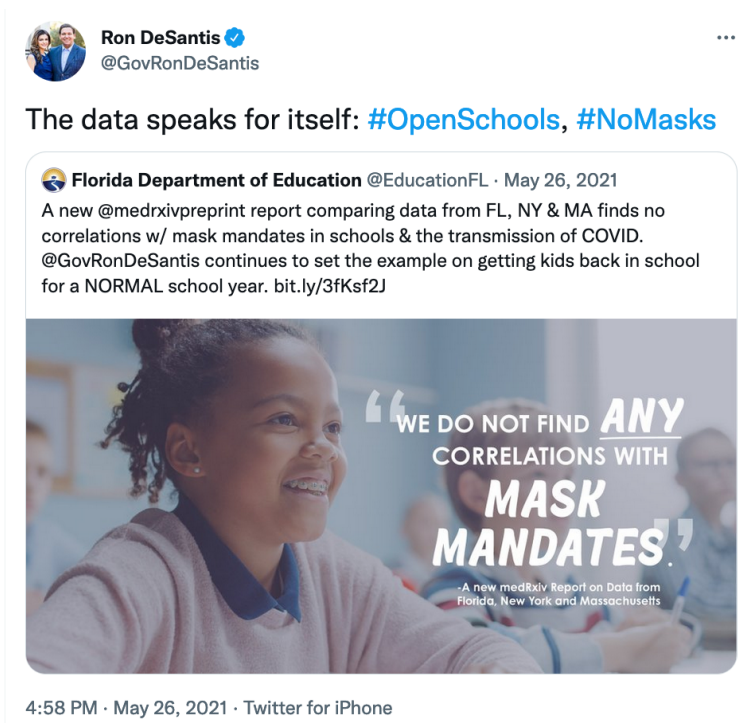 Ron DeSantis
@GovRonDeSantis
The data speaks for itself: #OpenSchools, #NoMasks
Florida Department of Education @EducationFL · May 26, 2021
A new @medrxivpreprint report comparing data from FL, NY & MA finds no
correlations w/ mask mandates in schools & the transmission of COVID.
@GovRonDeSantis continues to set the example on getting kids back in school
for a NORMAL school year. bit.ly/3fKsf2J
“WE DO NOT FIND ANY
CORRELATIONS WITH
MASK
MANDATES.”
-A new medRxiv Report on Data from
Florida, New York and Massachusetts
4:58 PM · May 26, 2021 · Twitter for iPhone